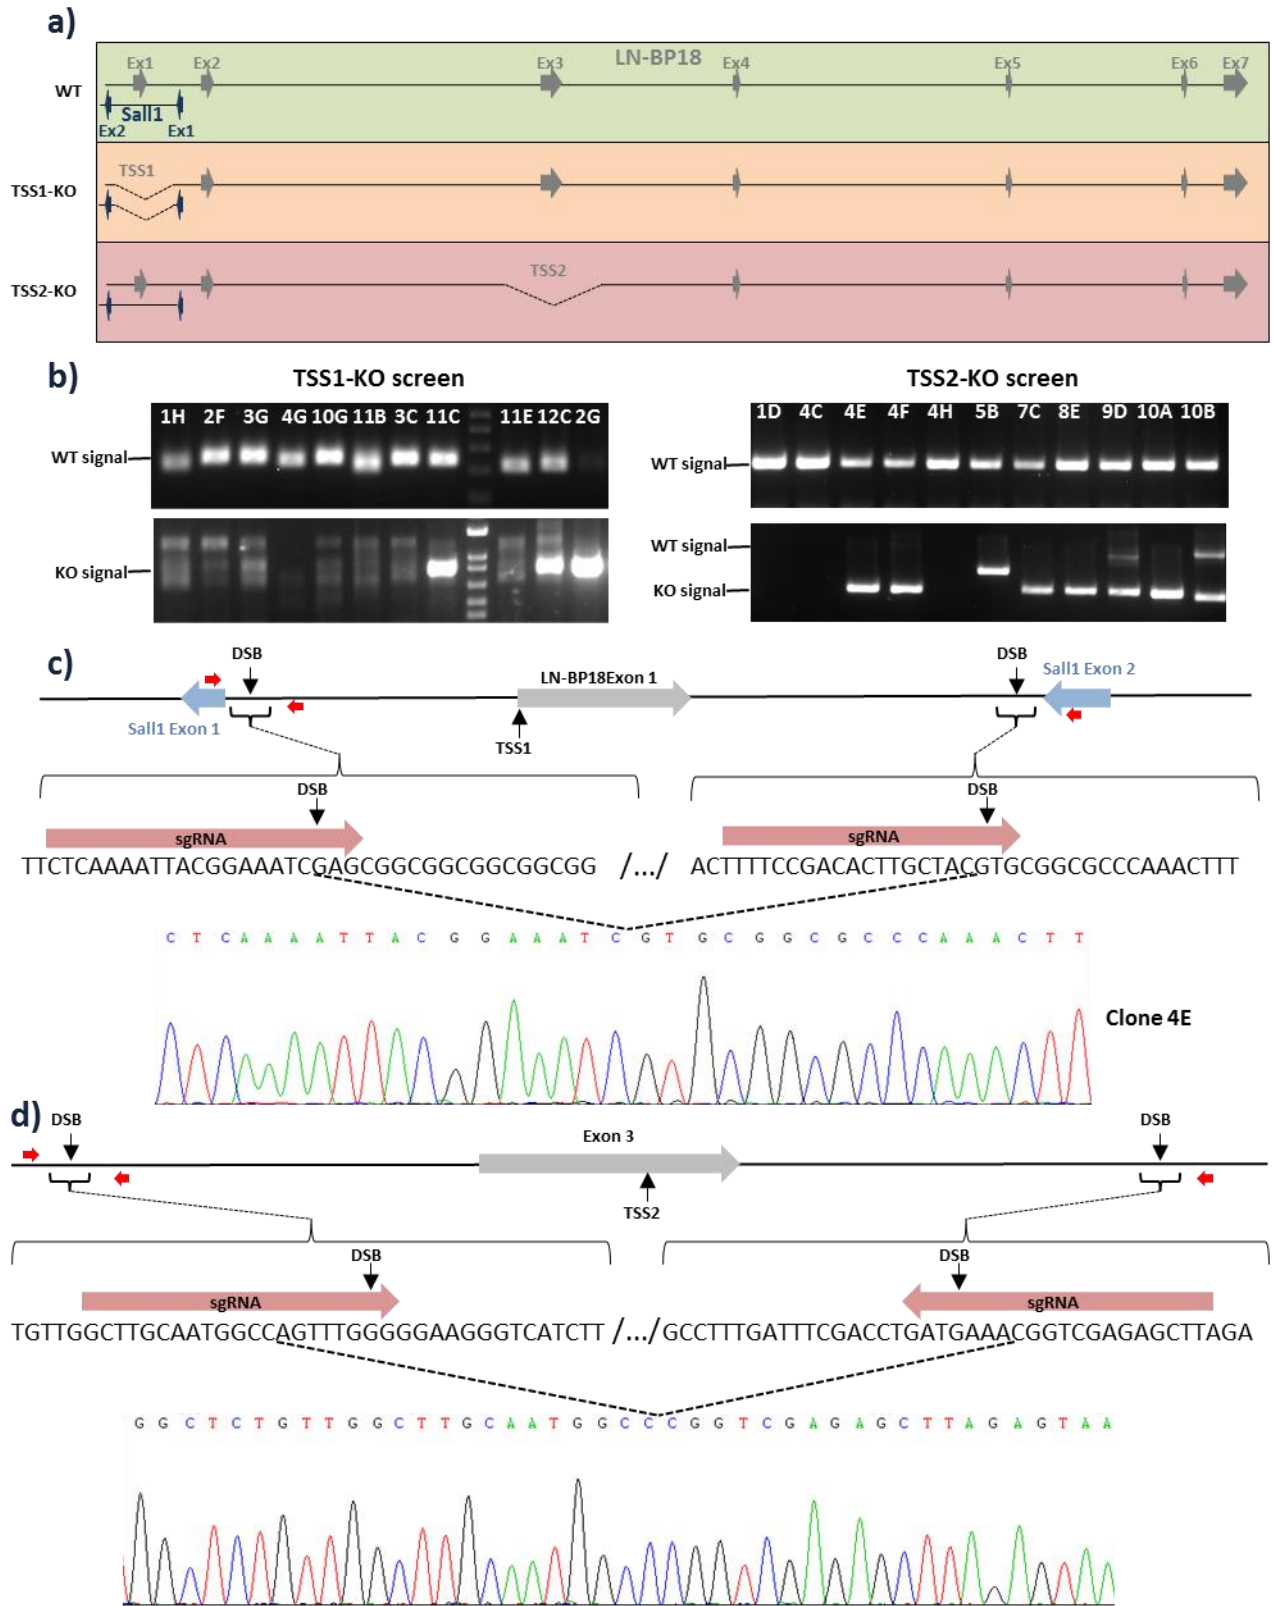 a)
LN-BP18
Ex1 Ex2 Ex3 Ex4 Ex5 Ex6 Ex7
WT
Sall1
Ex2 Ex1
TSS1
TSS1-KO
TSS2
TSS2-KO
b)
TSS1-KO screen
TSS2-KO screen
1H 2F 3G 4G 10G 11B 3C 11C 11E 12C 2G
1D 4C 4E 4F 4H 5B 7C 8E 9D 10A 10B
WT signal
WT signal
KO signal
WT signal
KO signal
c)
DSB
LN-BP18Exon 1
DSB
Sall1 Exon 2
Sall1 Exon 1
TSS1
DSB
DSB
sgRNA
sgRNA
TTCTCAAAATTACGGAAATCGAGCGGCGGCGGCGGCGG /.../ ACTTTTCCGACACTTGCTACGTGCGGCGCCCAAACTTT
C T C A A A A T T A C G G A A A T C G T G C G G C G C C C A A A C T T
Clone 4E
d)
DSB
Exon 3
DSB
TSS2
DSB
DSB
sgRNA
sgRNA
TGTTGGCTTGCAATGGCCAGTTTGGGGGAAGGGTCATCTT /.../ GCCTTTGATTTCGACCTGATGAAACGGTCGAGAGCTTAGA
G G C T C T G T T G G C T T G C A A T G G C C C G G T C G A G A G C T T A G A G T A A